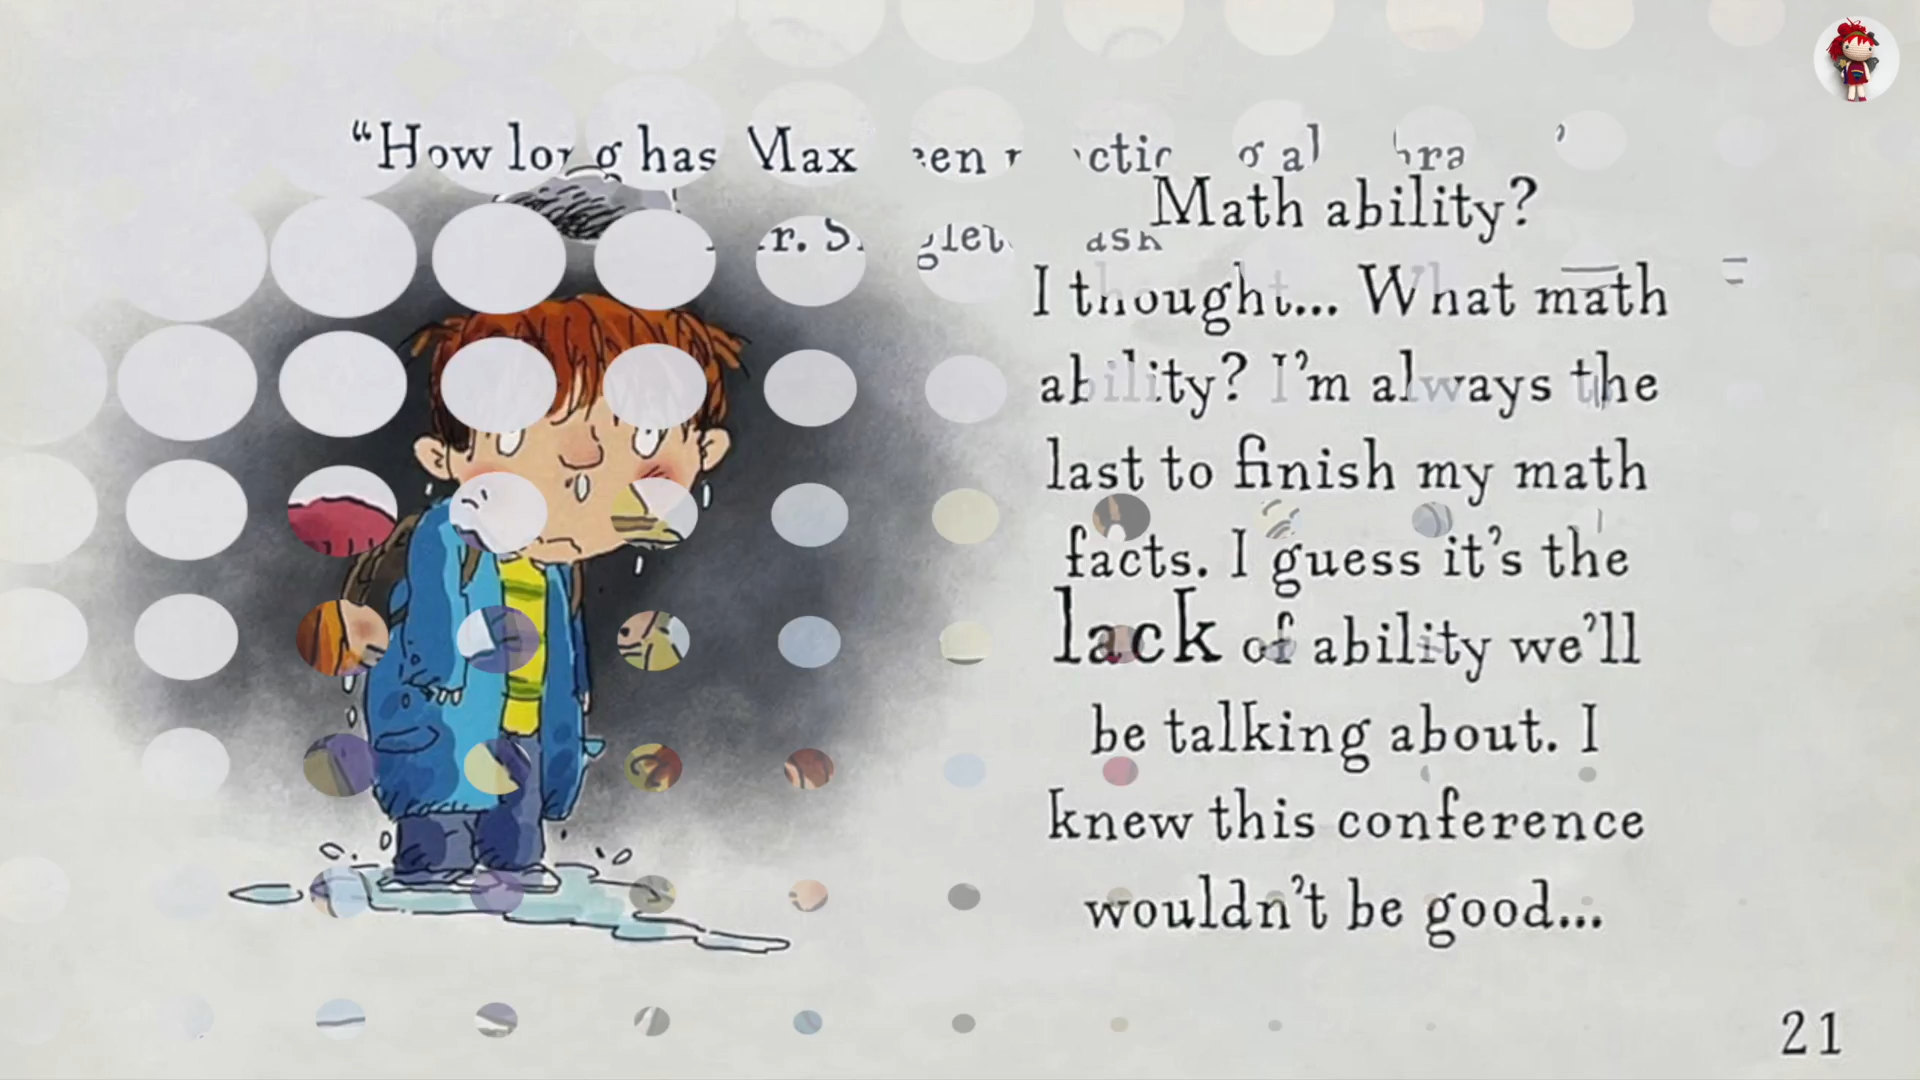 “How long has Max
Math ability?
I thought... What math
ability? I’m always the
last to finish my math
facts. I guess it’s the
lack of ability we’ll
be talking about. I
knew this conference
wouldn’t be good...
21